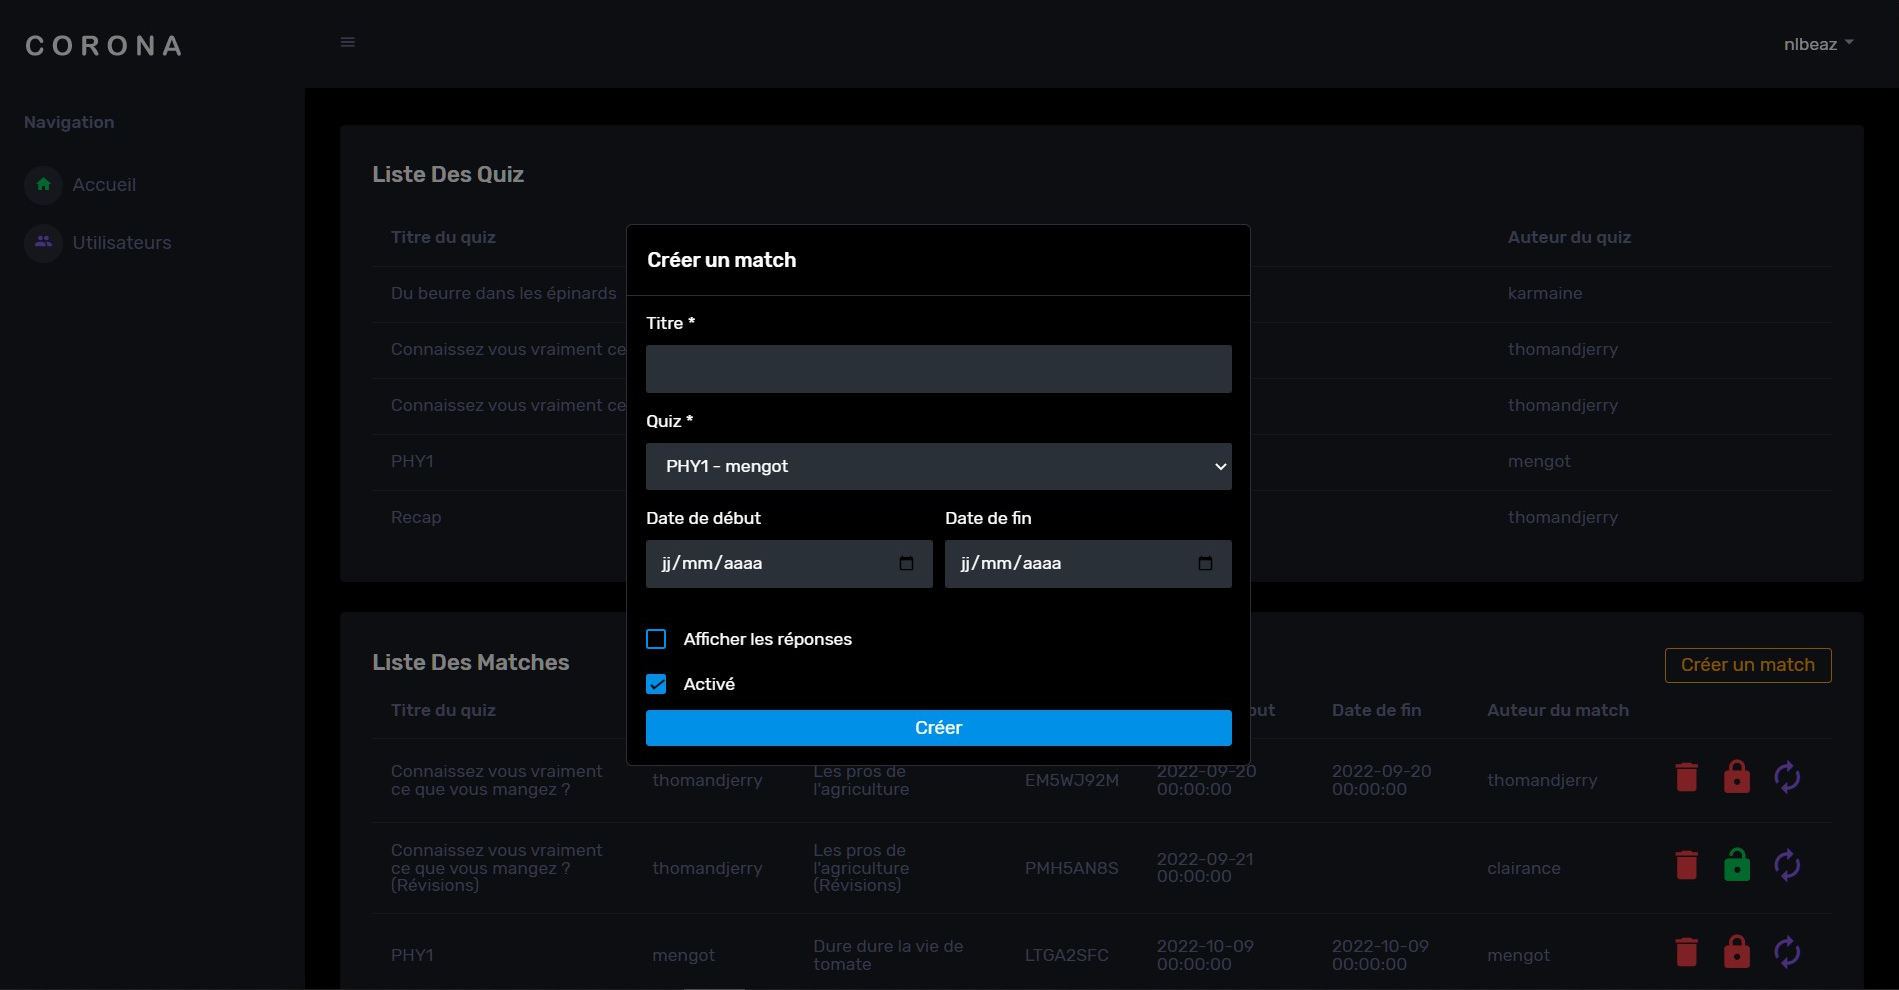 CORONA
nlbeaz
Navigation
Accueil
Utilisateurs
Liste Des Quiz
Titre du quiz
Auteur du quiz
Du beurre dans les épinards
karmaine
Connaissez vous vraiment ce
thomandjerry
Connaissez vous vraiment ce
thomandjerry
PHY1
mengot
Recap
thomandjerry
Créer un match
Titre *
Quiz *
PHY1 - mengot
Date de début
Date de fin
jj/mm/aaaa
jj/mm/aaaa
Afficher les réponses
Activé
Créer
Liste Des Matches
Créer un match
Titre du quiz
Date de fin
Auteur du match
Connaissez vous vraiment
ce que vous mangez ?
thomandjerry
Les pros de
l'agriculture
EM5WJ92M
2022-09-20
00:00:00
2022-09-20
00:00:00
thomandjerry
Connaissez vous vraiment
ce que vous mangez ?
(Révisions)
thomandjerry
Les pros de
l'agriculture
(Révisions)
PMH5AN8S
2022-09-21
00:00:00
clairance
PHY1
mengot
Dure dure la vie de
tomate
LTGA2SFC
2022-10-09
00:00:00
2022-10-09
00:00:00
mengot